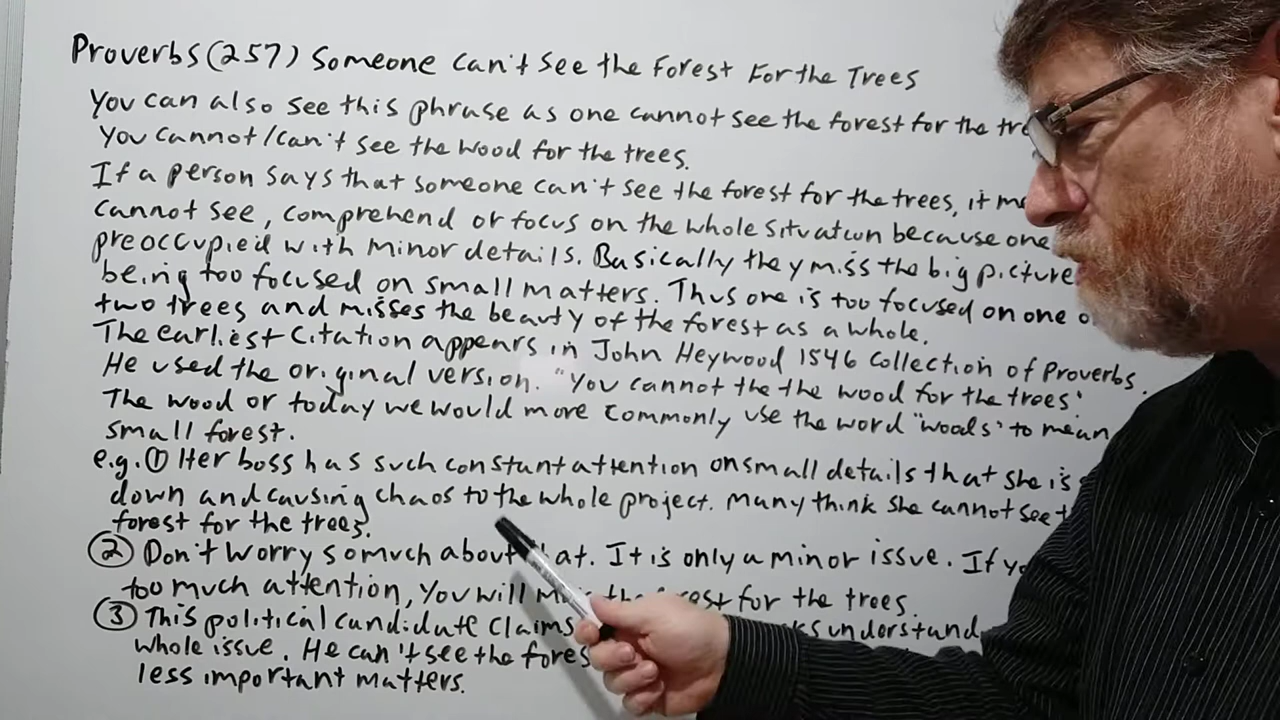 Proverbs (257) Someone Can't See the Forest For the Trees
You can also see this phrase as one cannot see the forest for the
You cannot/can't see the wood for the trees.
If a person says that someone can't see the forest for the trees, it
cannot see, comprehend or focus on the whole situation because one
preoccupied with minor details. Basically they miss the big picture
being too focused on small matters. Thus one is too focused on one
two trees and misses the beauty of the forest as a whole.
The earliest citation appears in John Heywood 1546 Collection of Proverbs.
He used the original version. "You cannot the the wood for the trees'.
The wood or today we would more commonly use the word "woods' to mean
small forest.
e.g. ① Her boss has such constant attention on small details that she is
down and causing chaos to the whole project. Many think she cannot see
forest for the trees.
② Don't worry so much about that. It is only a minor issue. If
too much attention, you will for the trees.
③ This political candidate claims understand
whole issue. He can't see the
less important matters.